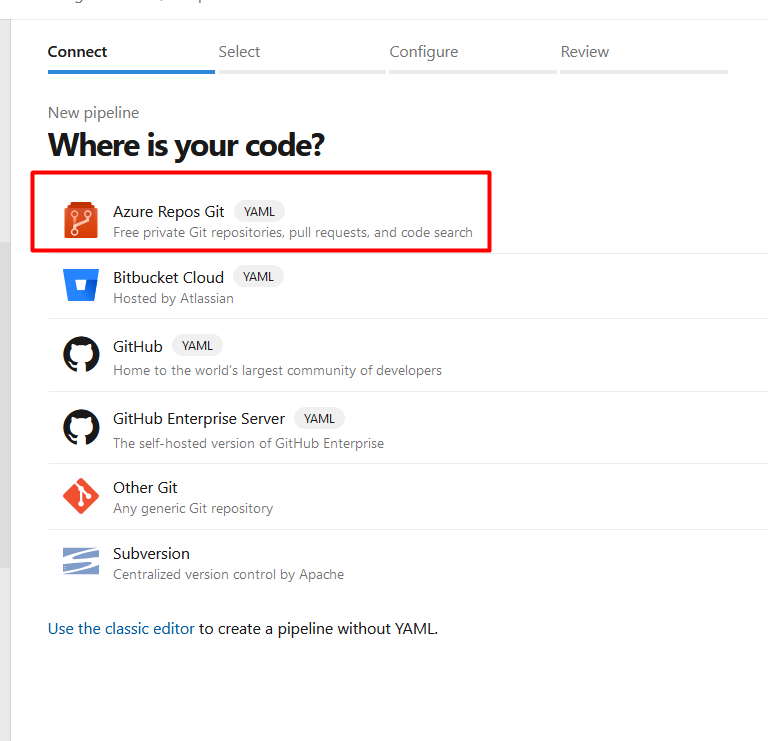 Connect Select Configure Review
New pipeline
Where is your code?
Azure Repos Git YAML
Free private Git repositories, pull requests, and code search
Bitbucket Cloud YAML
Hosted by Atlassian
GitHub YAML
Home to the world's largest community of developers
GitHub Enterprise Server YAML
The self-hosted version of GitHub Enterprise
Other Git
Any generic Git repository
Subversion
Centralized version control by Apache
Use the classic editor to create a pipeline without YAML.